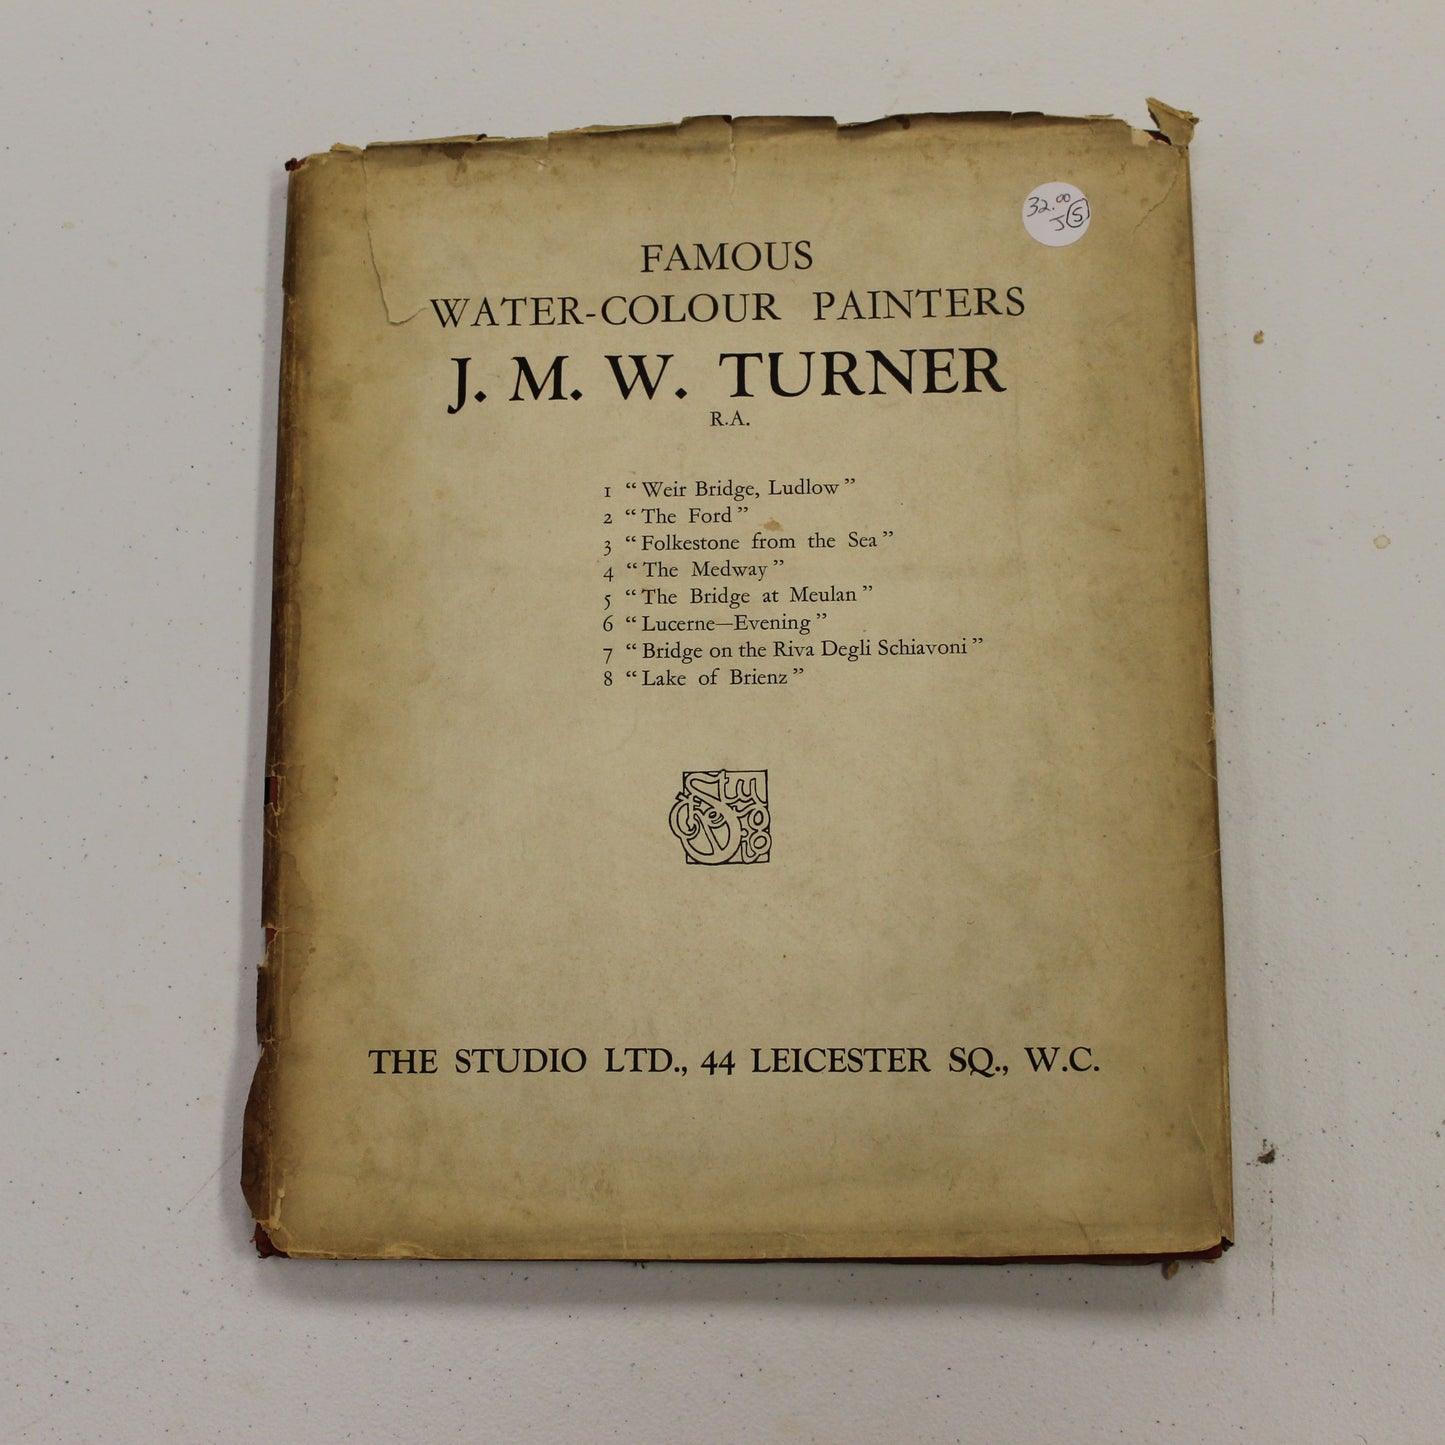 32.00
J S
FAMOUS
WATER-COLOUR PAINTERS
J. M. W. TURNER
R.A.
1 “Weir Bridge, Ludlow”
2 “The Ford”
3 “Folkestone from the Sea”
4 “The Medway”
5 “The Bridge at Meulan”
6 “Lucerne—Evening”
7 “Bridge on the Riva Degli Schiavoni”
8 “Lake of Brienz”
The Studio
THE STUDIO LTD., 44 LEICESTER SQ., W.C.